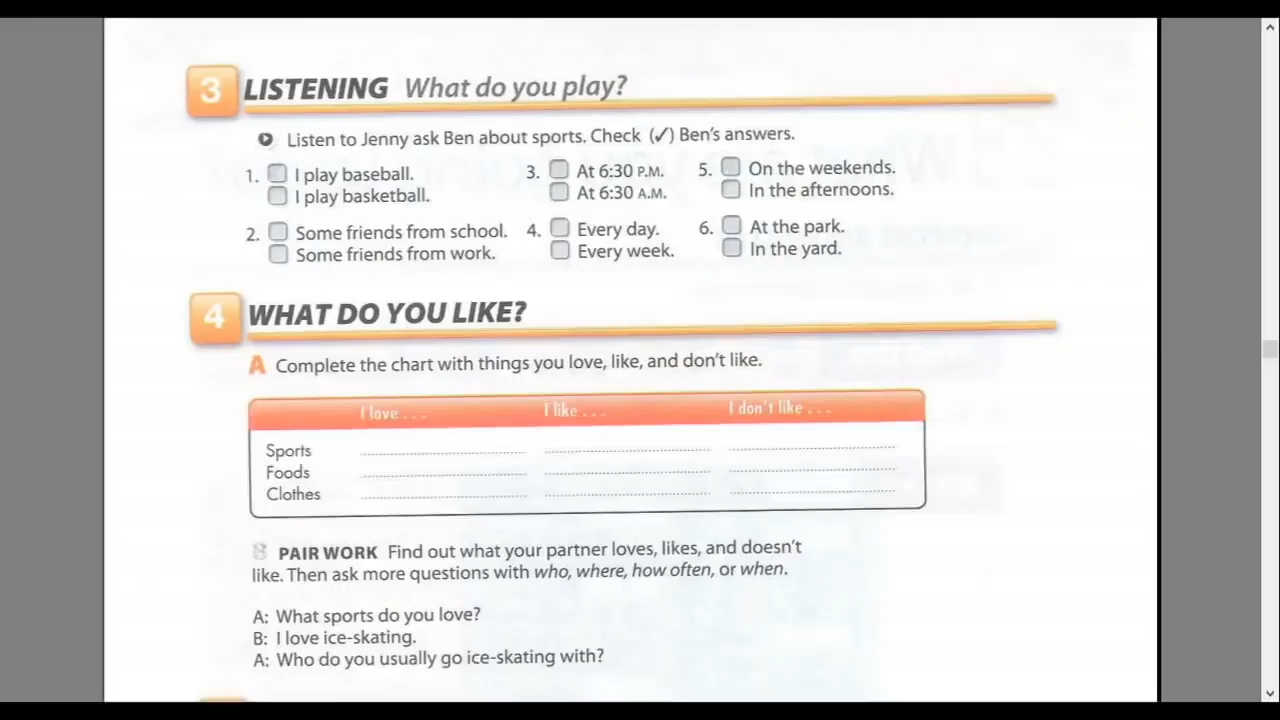 3 LISTENING What do you play?
Listen to Jenny ask Ben about sports. Check (✓) Ben's answers.
1. I play baseball.
I play basketball.
2. Some friends from school.
Some friends from work.
3. At 6:30 P.M.
At 6:30 A.M.
4. Every day.
Every week.
5. On the weekends.
In the afternoons.
6. At the park.
In the yard.
4 WHAT DO YOU LIKE?
A Complete the chart with things you love, like, and don't like.
I love . . . I like . . . I don't like . . .
Sports
Foods
Clothes
B PAIR WORK Find out what your partner loves, likes, and doesn't
like. Then ask more questions with who, where, how often, or when.
A: What sports do you love?
B: I love ice-skating.
A: Who do you usually go ice-skating with?